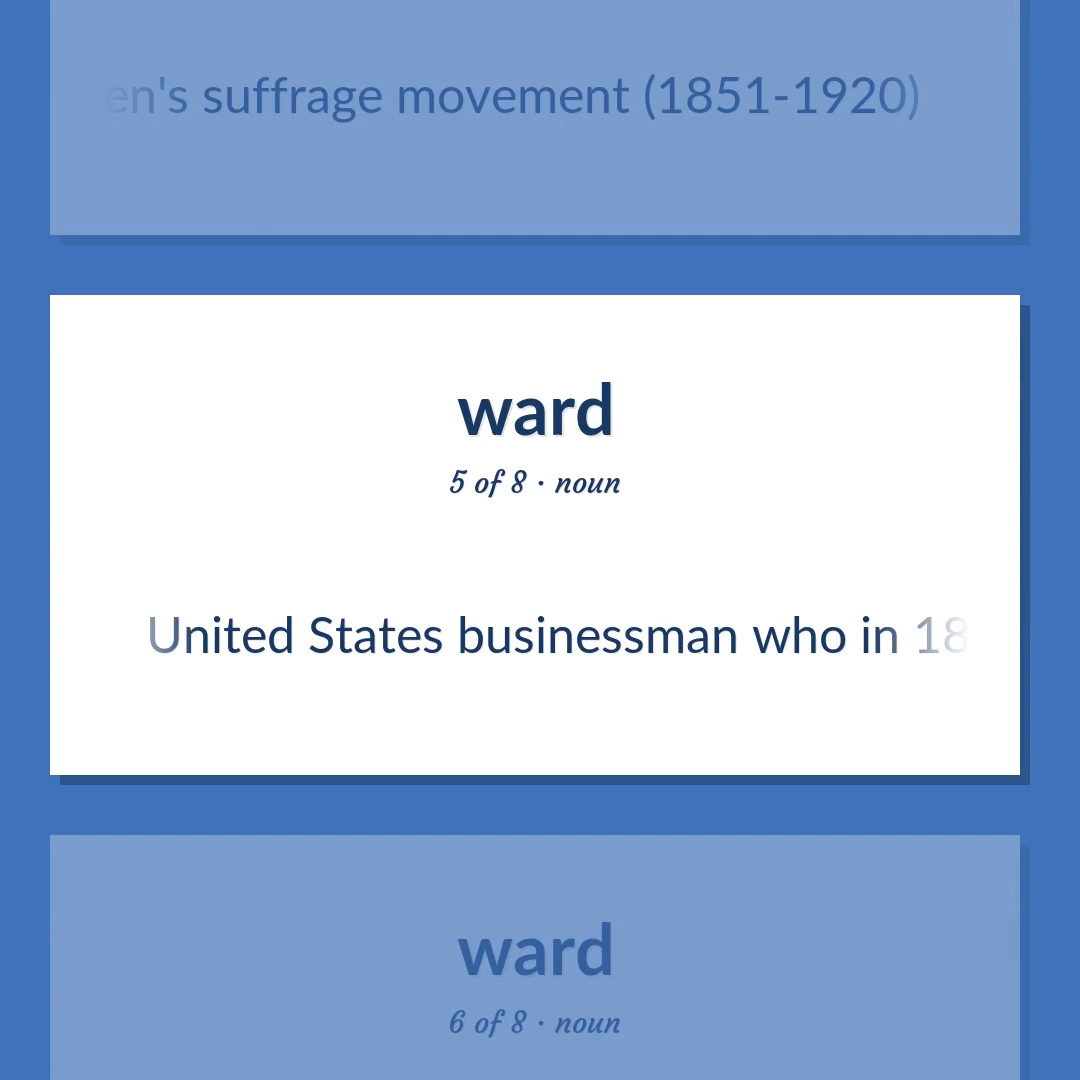 en's suffrage movement (1851-1920)
ward
5 of 8 · noun
United States businessman who in 18
ward
6 of 8 · noun